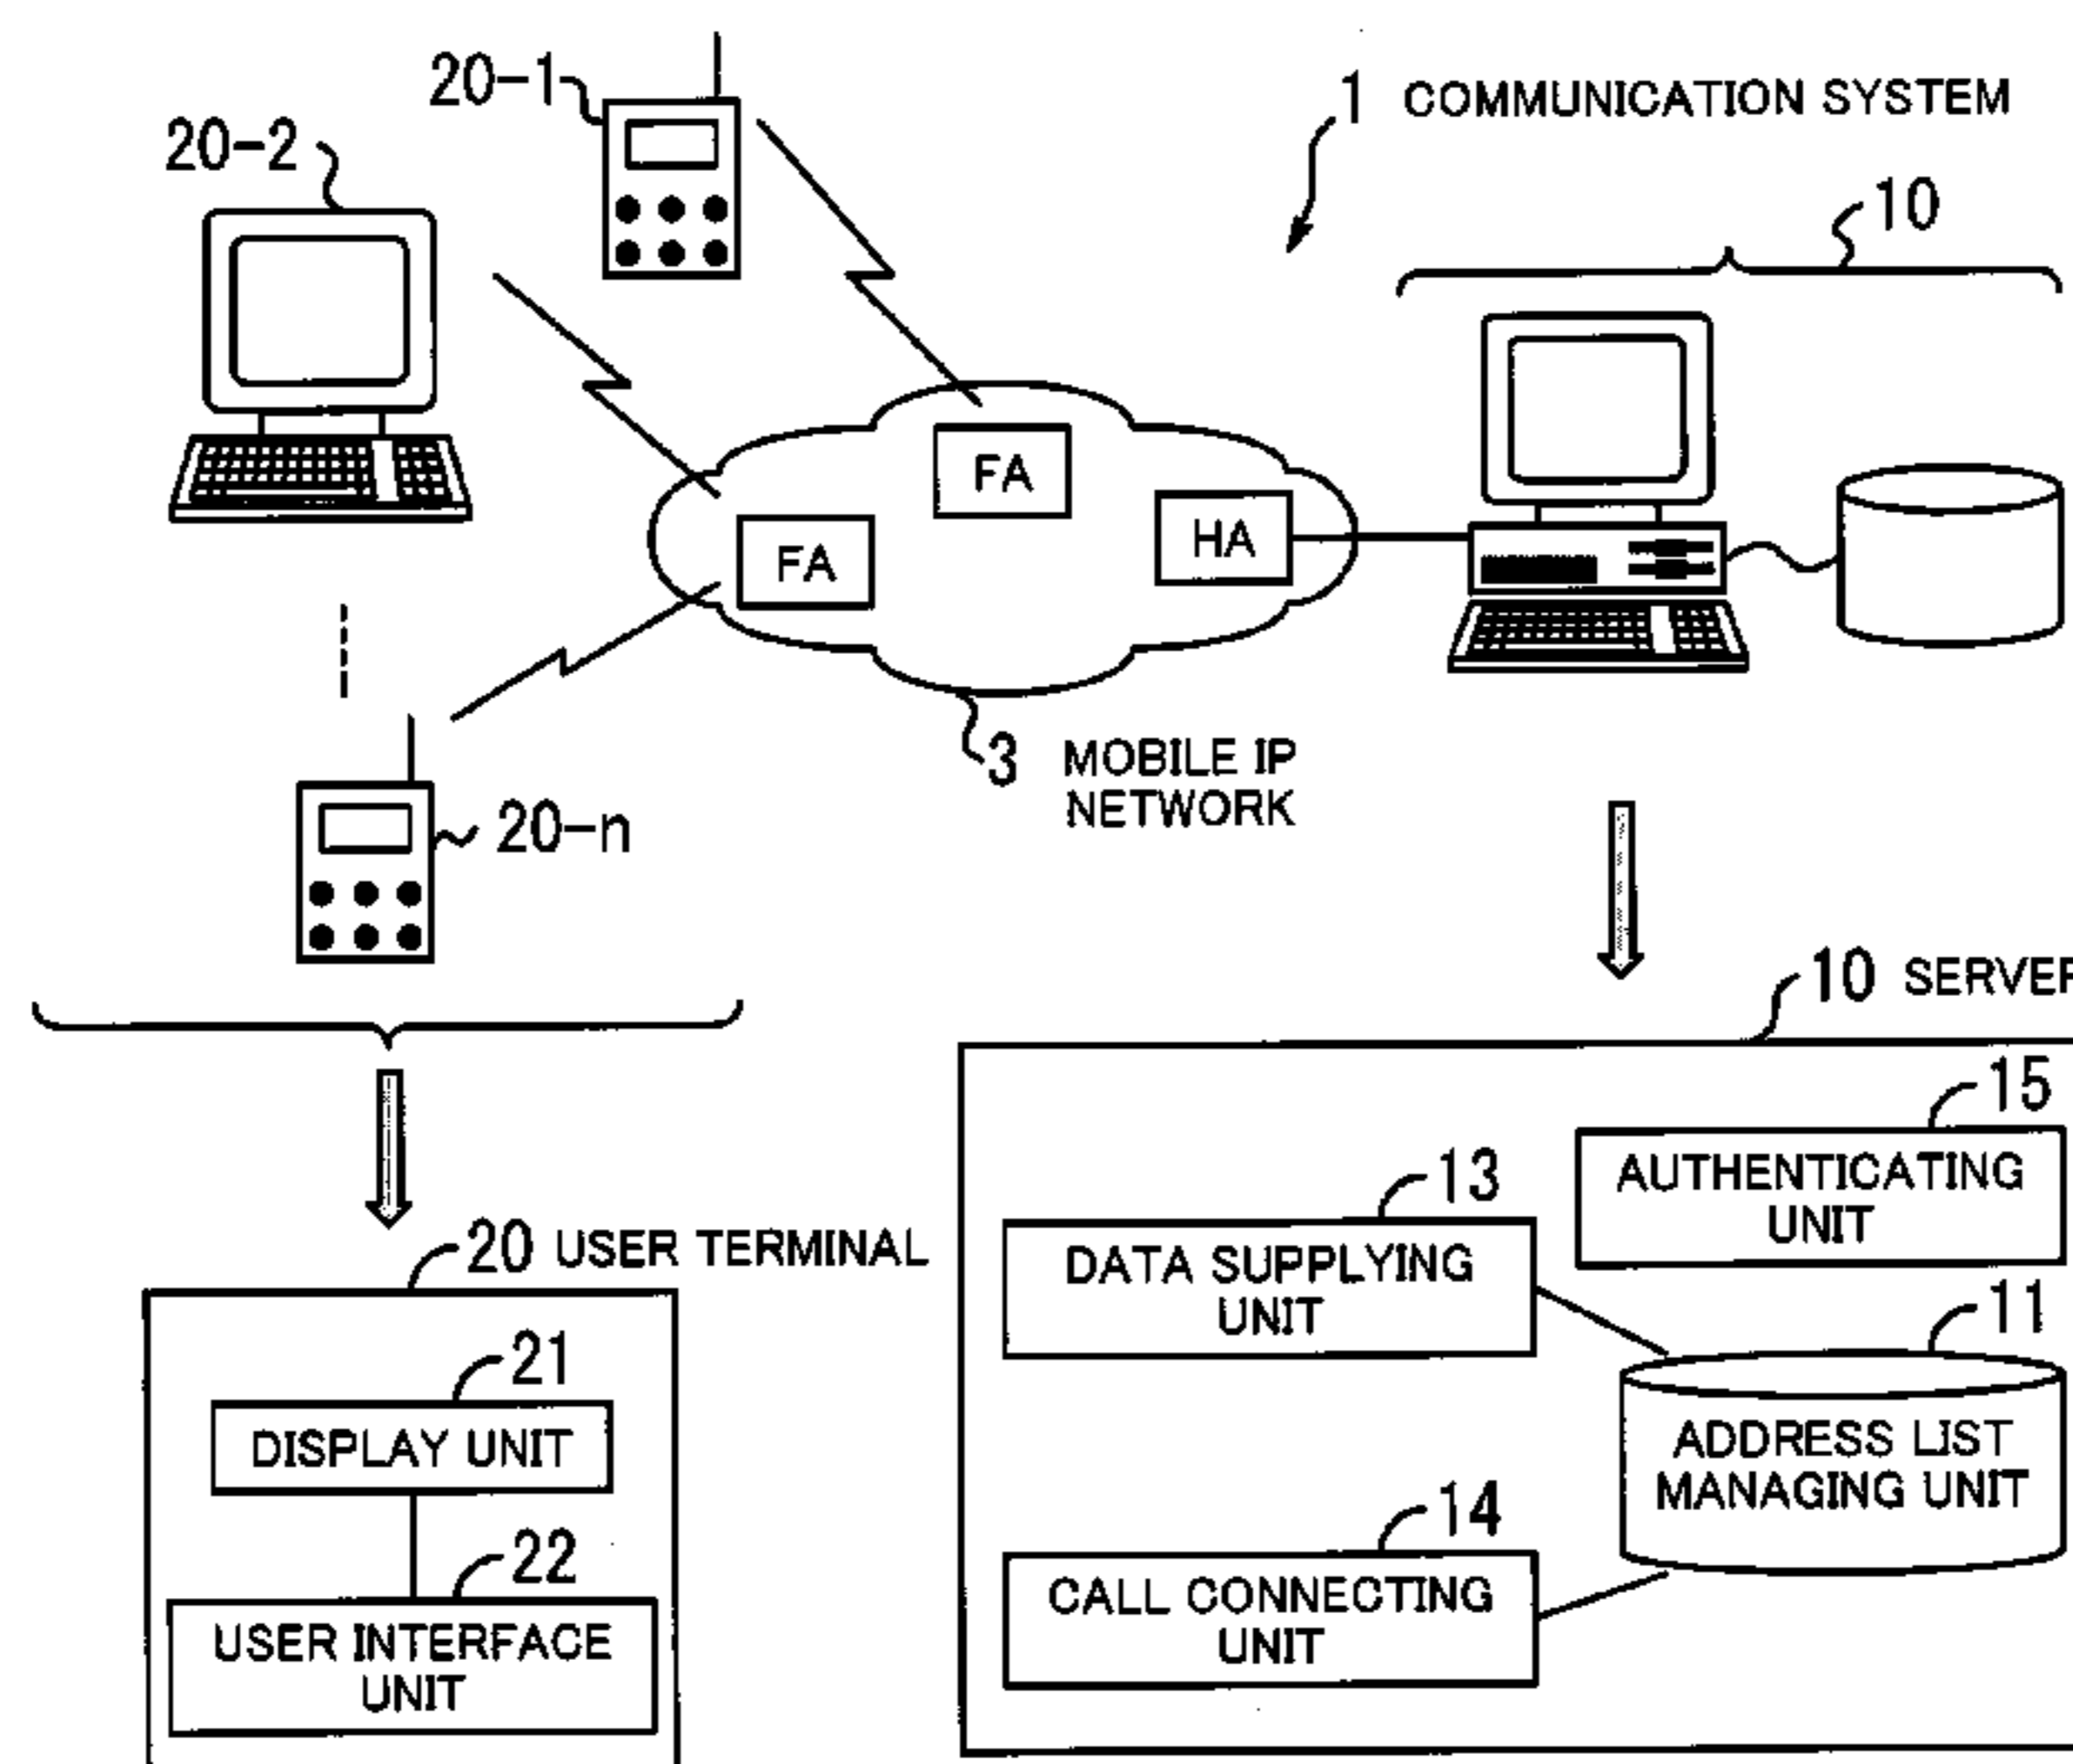 20-1
1 COMMUNICATION SYSTEM
20-2
10
FA
HA
FA
3 MOBILE IP
NETWORK
20-n
10 SERVER
15
AUTHENTICATING
UNIT
13
DATA SUPPLYING
UNIT
20 USER TERMINAL
11
21
DISPLAY UNIT
ADDRESS LIST
MANAGING UNIT
14
22
CALL CONNECTING
UNIT
USER INTERFACE
UNIT